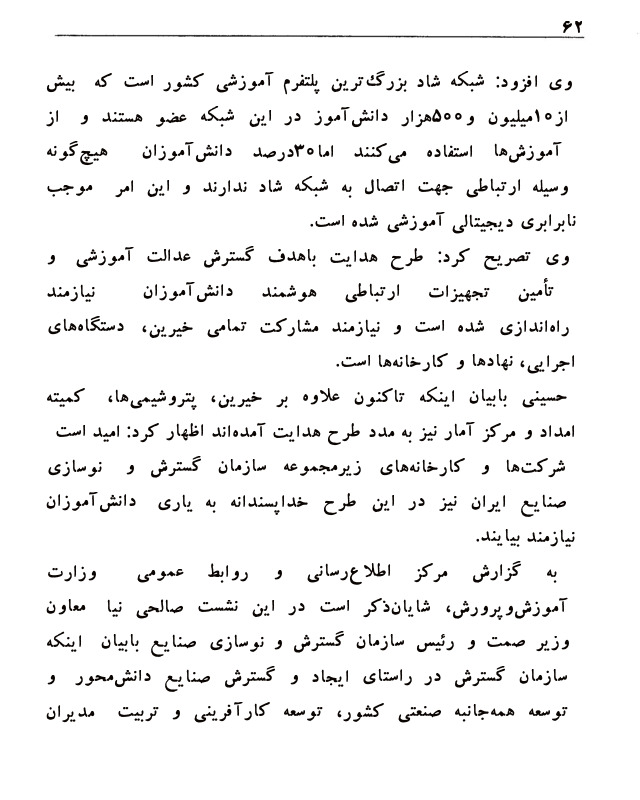 ۶۲
وی افزود: شبکه شاد بزرگ‌ترین پلتفرم آموزشی کشور است که بیش
از۱۰میلیون و۵۰۰هزار دانش‌آموز در این شبکه عضو هستند و از
آموزش‌ها استفاده می‌کنند اما۳۰درصد دانش‌آموزان هیچ‌گونه
وسیله ارتباطی جهت اتصال به شبکه شاد ندارند و این امر موجب
نابرابری دیجیتالی آموزشی شده است.
وی تصریح کرد: طرح هدایت باهدف گسترش عدالت آموزشی و
تأمین تجهیزات ارتباطی هوشمند دانش‌آموزان نیازمند
راه‌اندازی شده است و نیازمند مشارکت تمامی خیرین، دستگاه‌های
اجرایی، نهادها و کارخانه‌ها است.
حسینی بابیان اینکه تاکنون علاوه بر خیرین، پتروشیمی‌ها، کمیته
امداد و مرکز آمار نیز به مدد طرح هدایت آمده‌اند اظهار کرد: امید است
شرکت‌ها و کارخانه‌های زیرمجموعه سازمان گسترش و نوسازی
صنایع ایران نیز در این طرح خداپسندانه به یاری دانش‌آموزان
نیازمند بیایند.
به گزارش مرکز اطلاع‌رسانی و روابط عمومی وزارت
آموزش‌وپرورش، شایان‌ذکر است در این نشست صالحی نیا معاون
وزیر صمت و رئیس سازمان گسترش و نوسازی صنایع بابیان اینکه
سازمان گسترش در راستای ایجاد و گسترش صنایع دانش‌محور و
توسعه همه‌جانبه صنعتی کشور، توسعه کارآفرینی و تربیت مدیران